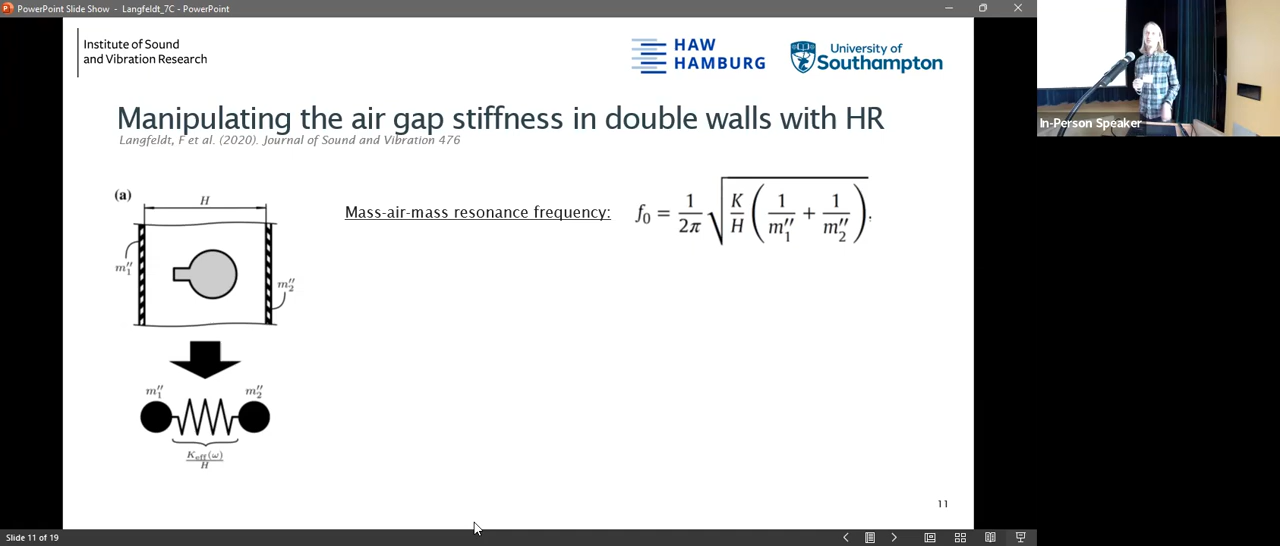 PowerPoint Slide Show - Langfeldt_7C - PowerPoint
Institute of Sound
and Vibration Research
HAW
HAMBURG
University of
Southampton
In-Person Speaker
Manipulating the air gap stiffness in double walls with HR
Langfeldt, F et al. (2020). Journal of Sound and Vibration 476
(a)
H
m″₁
m″₂
Mass-air-mass resonance frequency:
f₀ = 1/2π √(K/H (1/m″₁ + 1/m″₂)).
m″₁
m″₂
K_eff(ω)/H
11
Slide 11 of 19